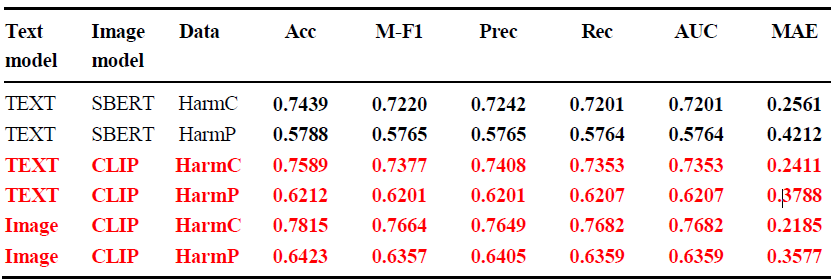 Text model Image model Data Acc M-F1 Prec Rec AUC MAE
TEXT SBERT HarmC 0.7439 0.7220 0.7242 0.7201 0.7201 0.2561
TEXT SBERT HarmP 0.5788 0.5765 0.5765 0.5764 0.5764 0.4212
TEXT CLIP HarmC 0.7589 0.7377 0.7408 0.7353 0.7353 0.2411
TEXT CLIP HarmP 0.6212 0.6201 0.6201 0.6207 0.6207 0.3788
Image CLIP HarmC 0.7815 0.7664 0.7649 0.7682 0.7682 0.2185
Image CLIP HarmP 0.6423 0.6357 0.6405 0.6359 0.6359 0.3577